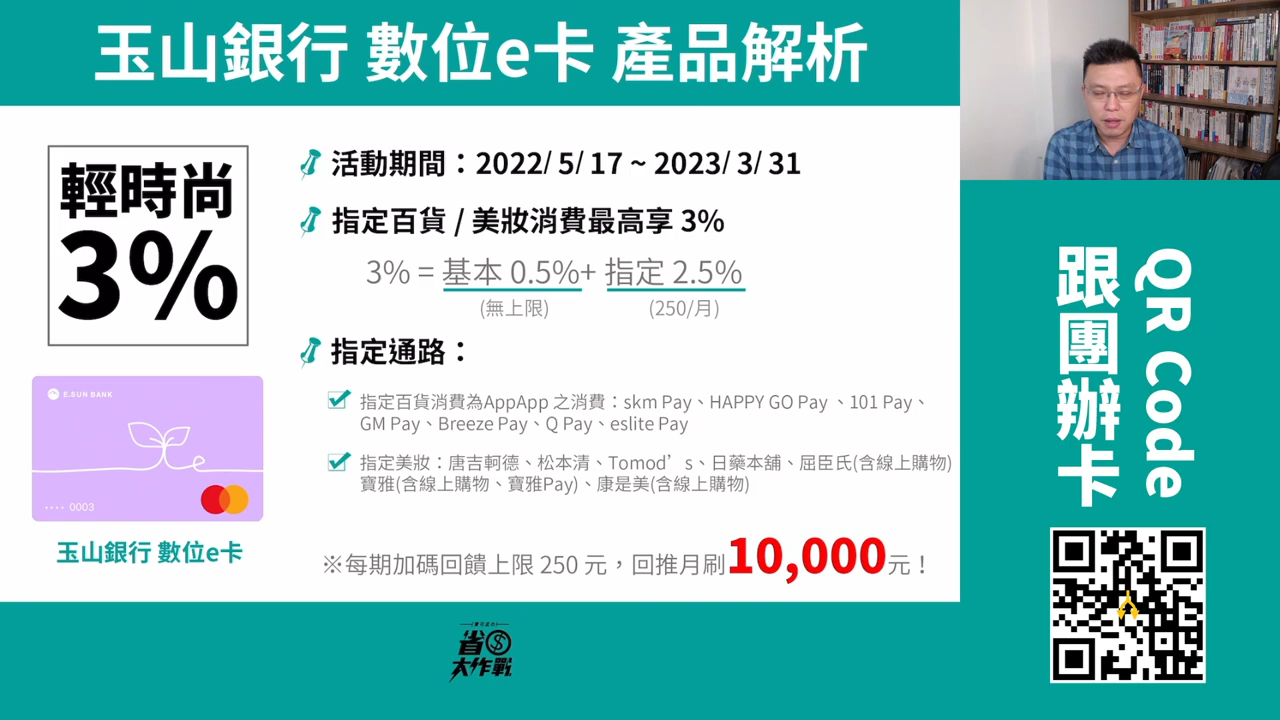 玉山銀行 數位e卡 產品解析
輕時尚
3%
活動期間：2022/ 5/ 17 ~ 2023/ 3/ 31
指定百貨 / 美妝消費最高享 3%
3% = 基本 0.5%+ 指定 2.5%
(無上限) (250/月)
指定通路：
指定百貨消費為AppApp 之消費：skm Pay、HAPPY GO Pay 、101 Pay、
GM Pay、Breeze Pay、Q Pay、eslite Pay
指定美妝：唐吉軻德、松本清、Tomod’s、日藥本舖、屈臣氏(含線上購物)
寶雅(含線上購物、寶雅Pay)、康是美(含線上購物)
※每期加碼回饋上限 250 元，回推月刷10,000元！
E.SUN BANK
•••• 0003
玉山銀行 數位e卡
QR Code
跟團辦卡
省$
大作戰